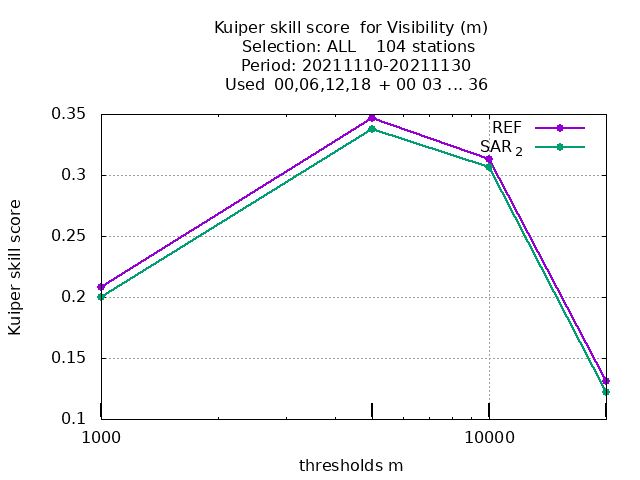 Kuiper skill score  for Visibility (m)
Selection: ALL    104 stations
Period: 20211110-20211130
Used  00,06,12,18 + 00 03 ... 36
REF
SAR 2
0.35
0.3
0.25
0.2
0.15
0.1
Kuiper skill score
1000
10000
thresholds m